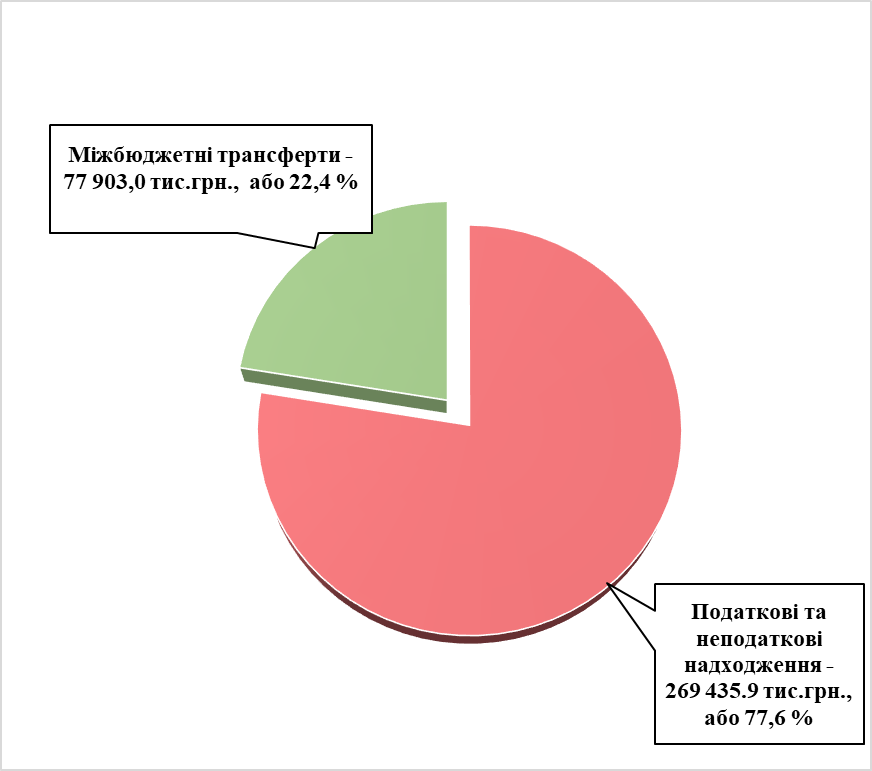 Міжбюджетні трансферти -
77 903,0 тис.грн., або 22,4 %
Податкові та
неподаткові
надходження -
269 435.9 тис.грн.,
або 77,6 %